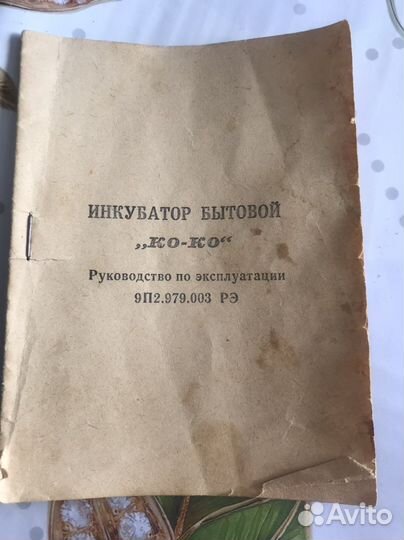 ИНКУБАТОР БЫТОВОЙ
„КО-КО“
Руководство по эксплуатации
9П2.979.003 РЭ
Avito